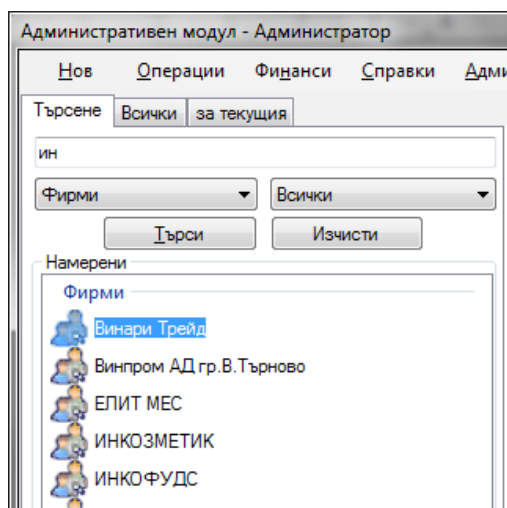 Административен модул - Администратор
Нов Операции Финанси Справки
Търсене Всички за текущия
ин
Фирми Всички
Търси Изчисти
Намерени
Фирми
Винари Трейд
Винпром АД гр.В.Търново
ЕЛИТ МЕС
ИНКОЗМЕТИК
ИНКОФУДС